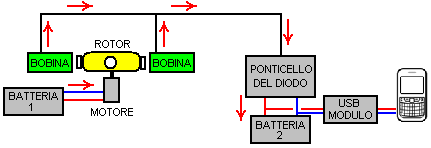 ROTOR
BOBINA
BOBINA
BATTERIA
1
MOTORE
PONTICELLO
DEL DIODO
USB
MODULO
BATTERIA
2